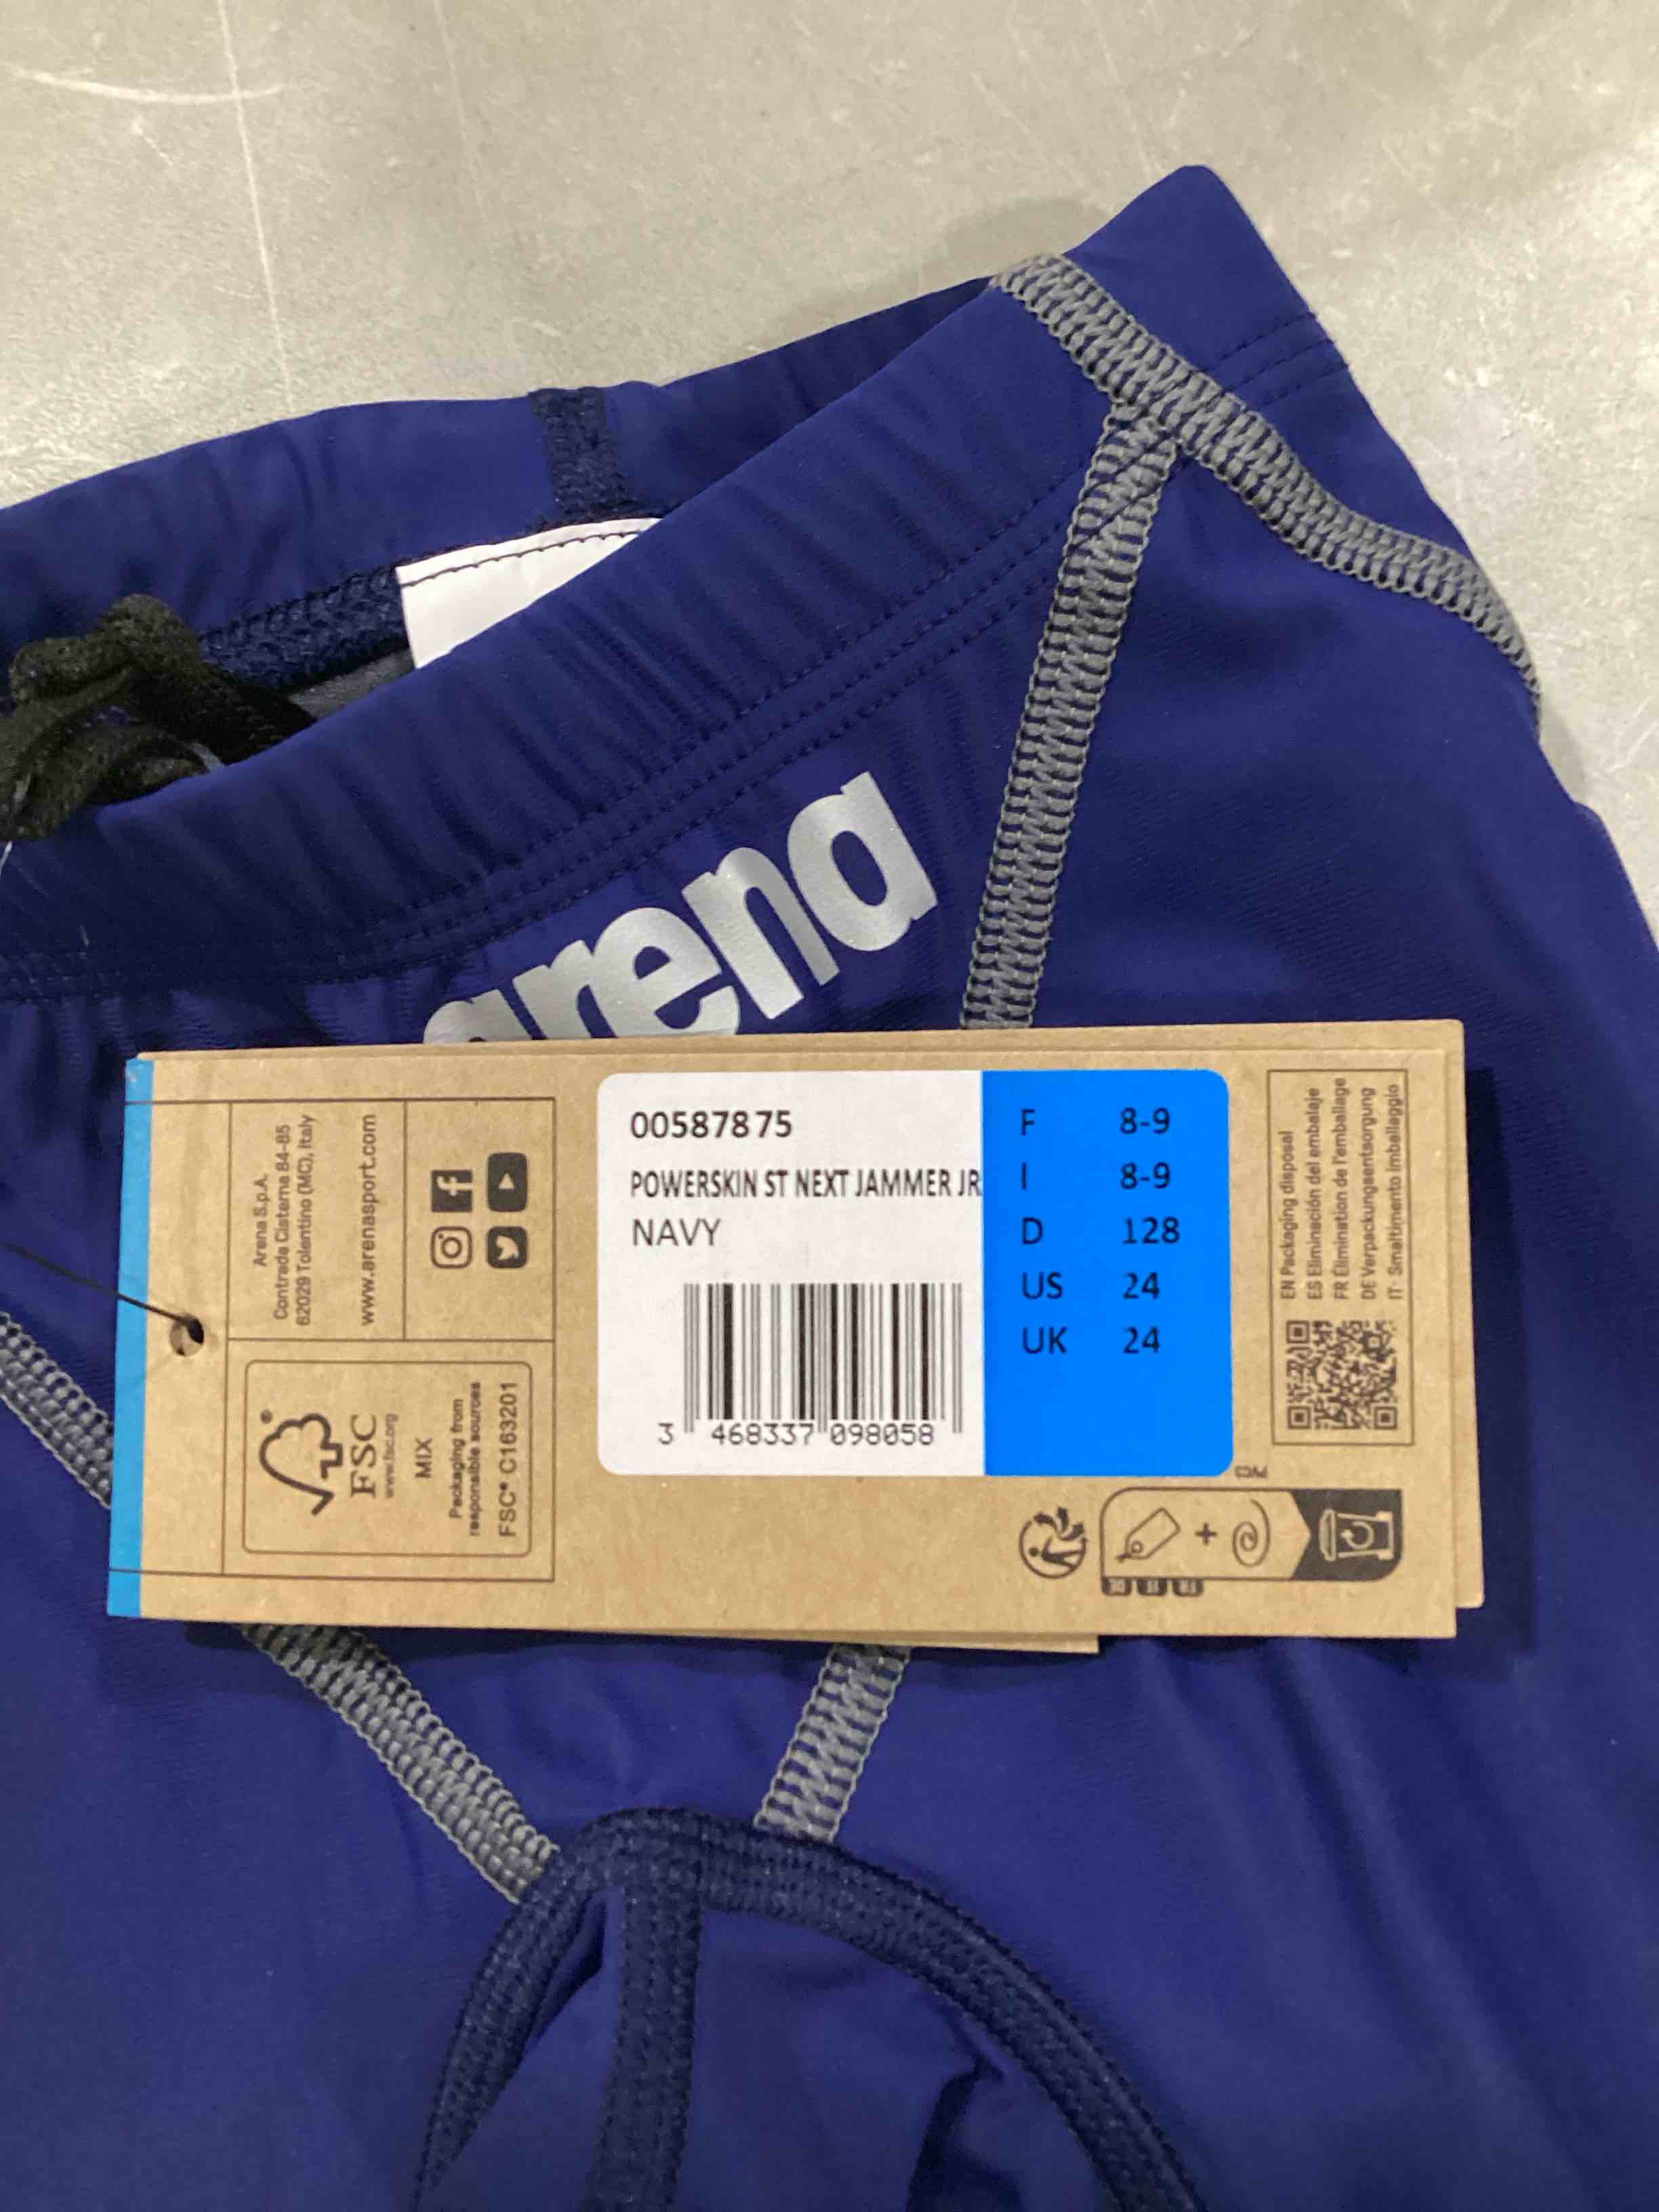 arena
Arena S.p.A.
Contrada Cisterna 84-85
62029 Tolentino (MC), Italy
www.arenasport.com
FSC
www.fsc.org
MIX
Packaging from
responsible sources
FSC® C163201
00587875
POWERSKIN ST NEXT JAMMER JR
NAVY
3 468337 098058
F 8-9
I 8-9
D 128
US 24
UK 24
EN Packaging disposal
ES Eliminación del embalaje
FR Élimination de l'emballage
DE Verpackungsentsorgung
IT Smaltimento imballaggio
DE IT FR